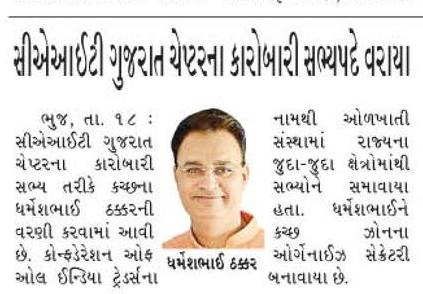 સીએઆઈટી ગુજરાત ચેપ્ટરના કારોબારી સભ્યપદે વરાયા
ભુજ, તા. ૧૮ :
સીએઆઈટી ગુજરાત
ચેપ્ટરના કારોબારી
સભ્ય તરીકે કચ્છના
ધર્મેશભાઈ ઠક્કરની
વરણી કરવામાં આવી
છે. કોન્ફડેરેશન ઓફ
ઓલ ઈન્ડિયા ટ્રેડર્સના
ધર્મેશભાઈ ઠક્કર
નામથી ઓળખાતી
સંસ્થામાં રાજ્યના
જુદા-જુદા ક્ષેત્રોમાંથી
સભ્યોને સમાવાયા
હતા. ધર્મેશભાઈને
કચ્છ ઝોનના
ઓર્ગેનાઈઝ સેક્રેટરી
બનાવાયા છે.